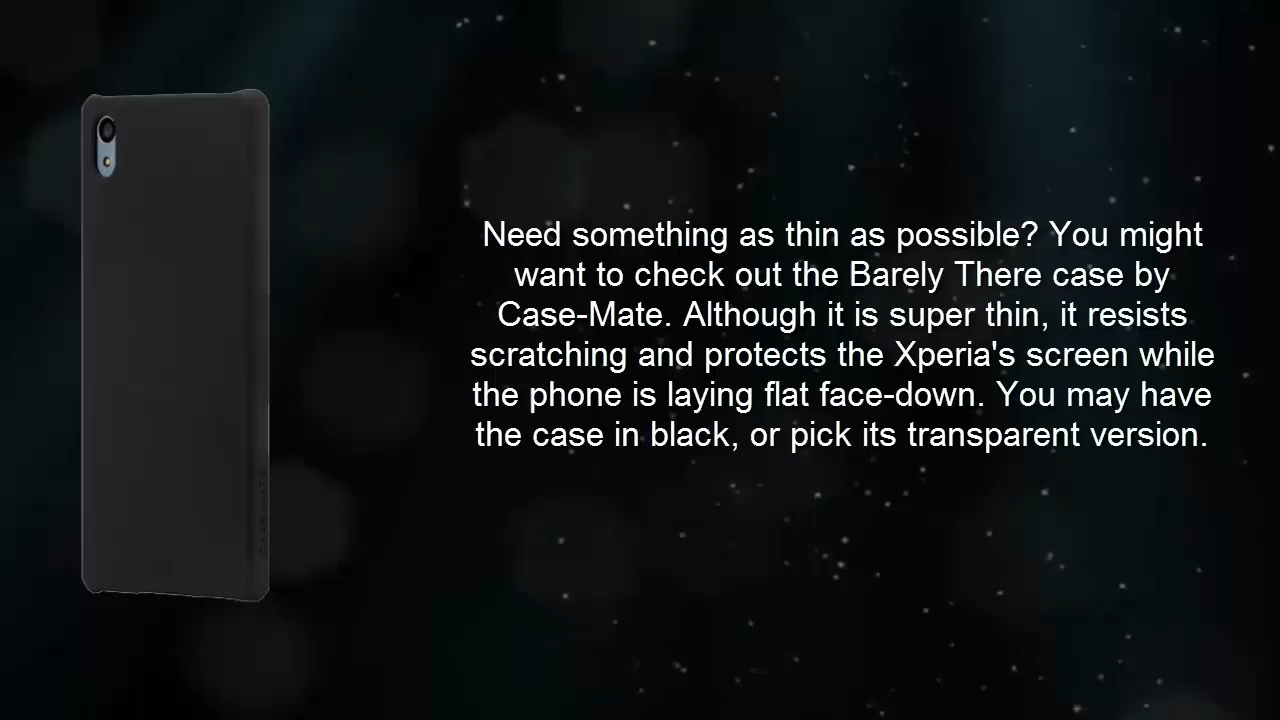 Need something as thin as possible? You might
want to check out the Barely There case by
Case-Mate. Although it is super thin, it resists
scratching and protects the Xperia's screen while
the phone is laying flat face-down. You may have
the case in black, or pick its transparent version.